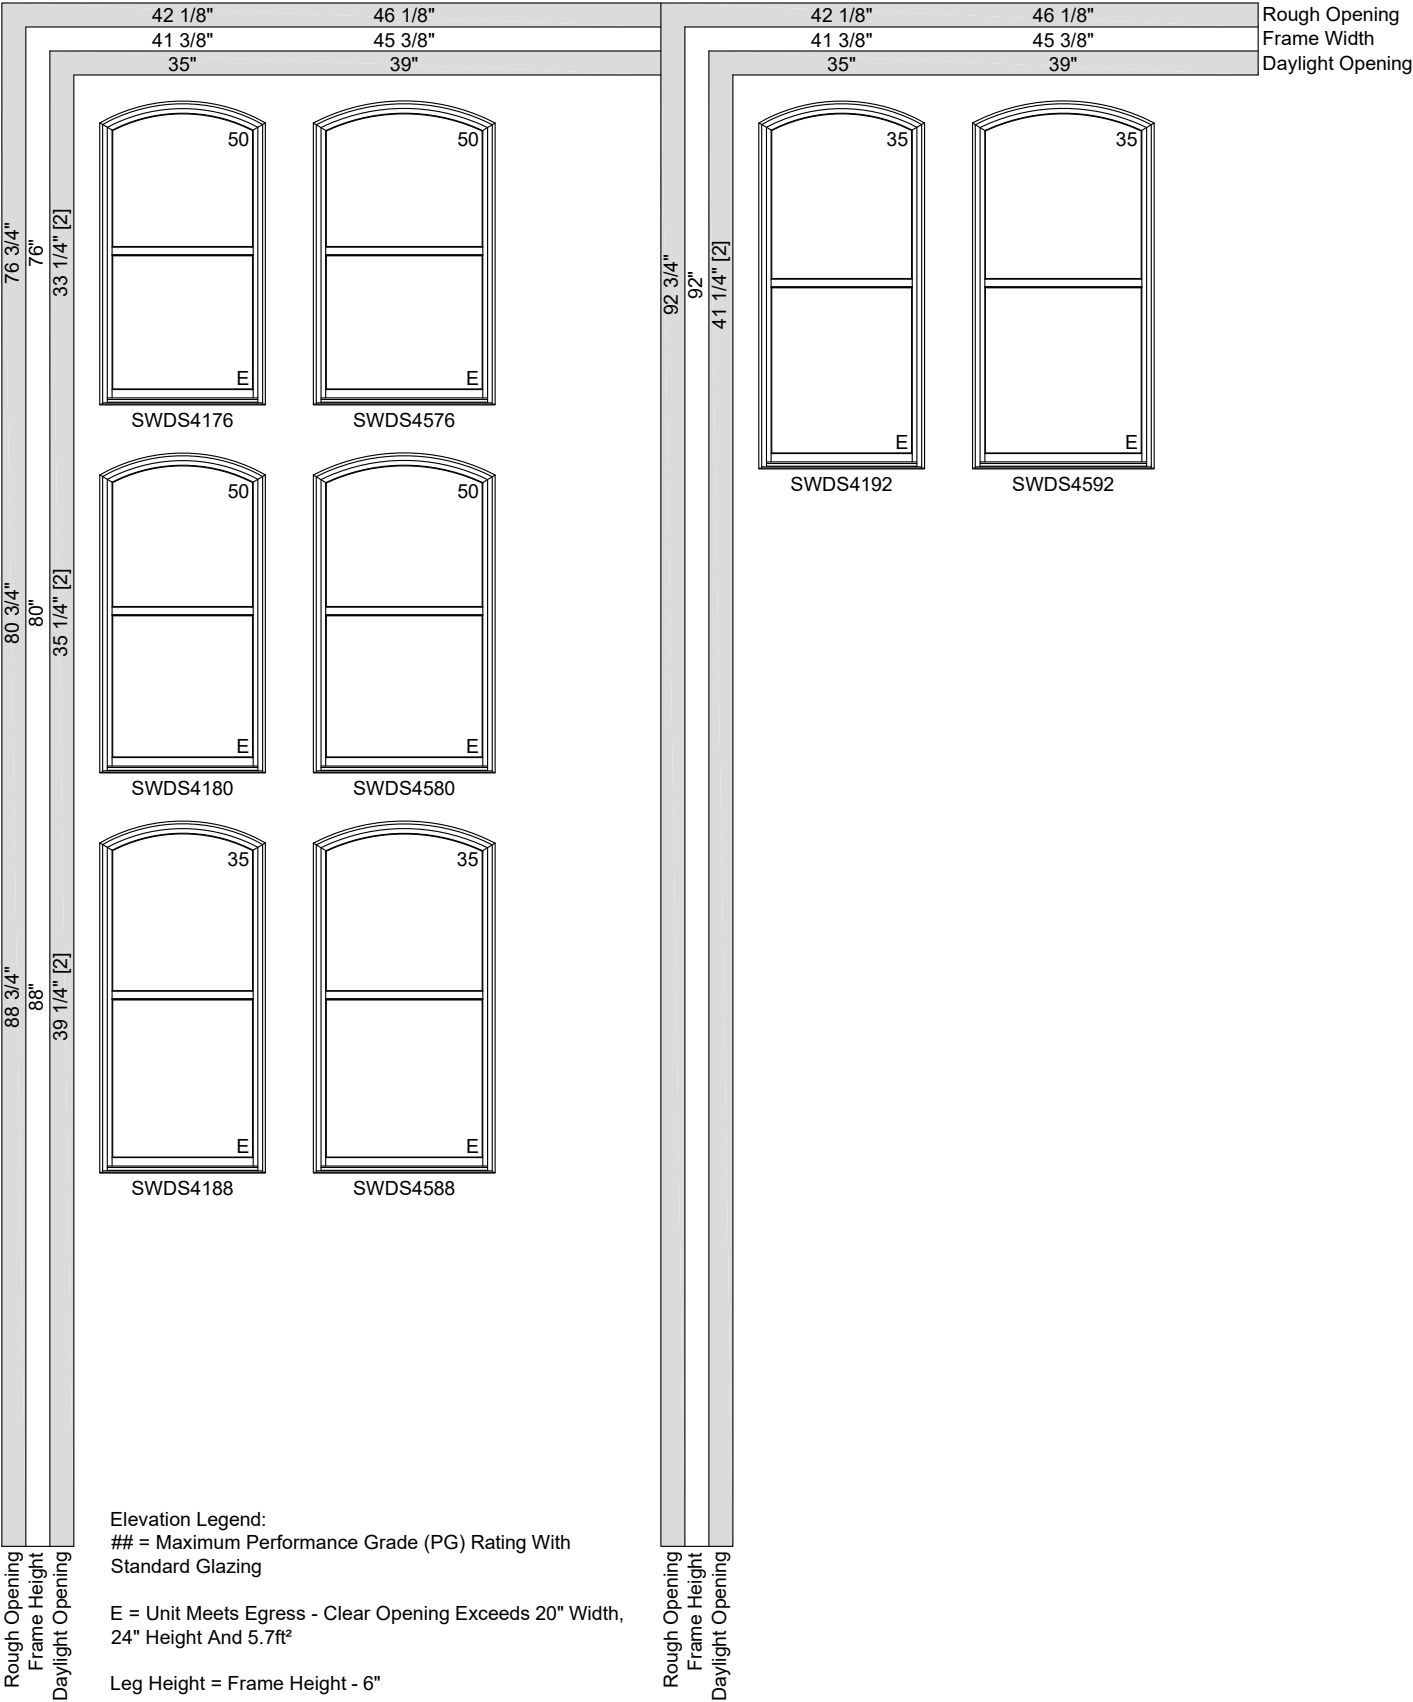 42 1/8" 46 1/8" 42 1/8" 46 1/8" Rough Opening
41 3/8" 45 3/8" 41 3/8" 45 3/8" Frame Width
35" 39" 35" 39" Daylight Opening
76 3/4"
76"
33 1/4" [2]
50
E
SWDS4176
50
E
SWDS4576
80 3/4"
80"
35 1/4" [2]
50
E
SWDS4180
50
E
SWDS4580
88 3/4"
88"
39 1/4" [2]
35
E
SWDS4188
35
E
SWDS4588
Rough Opening
Frame Height
Daylight Opening
Elevation Legend:
## = Maximum Performance Grade (PG) Rating With
Standard Glazing
E = Unit Meets Egress - Clear Opening Exceeds 20" Width,
24" Height And 5.7ft²
Leg Height = Frame Height - 6"
92 3/4"
92"
41 1/4" [2]
35
E
SWDS4192
35
E
SWDS4592
Rough Opening
Frame Height
Daylight Opening